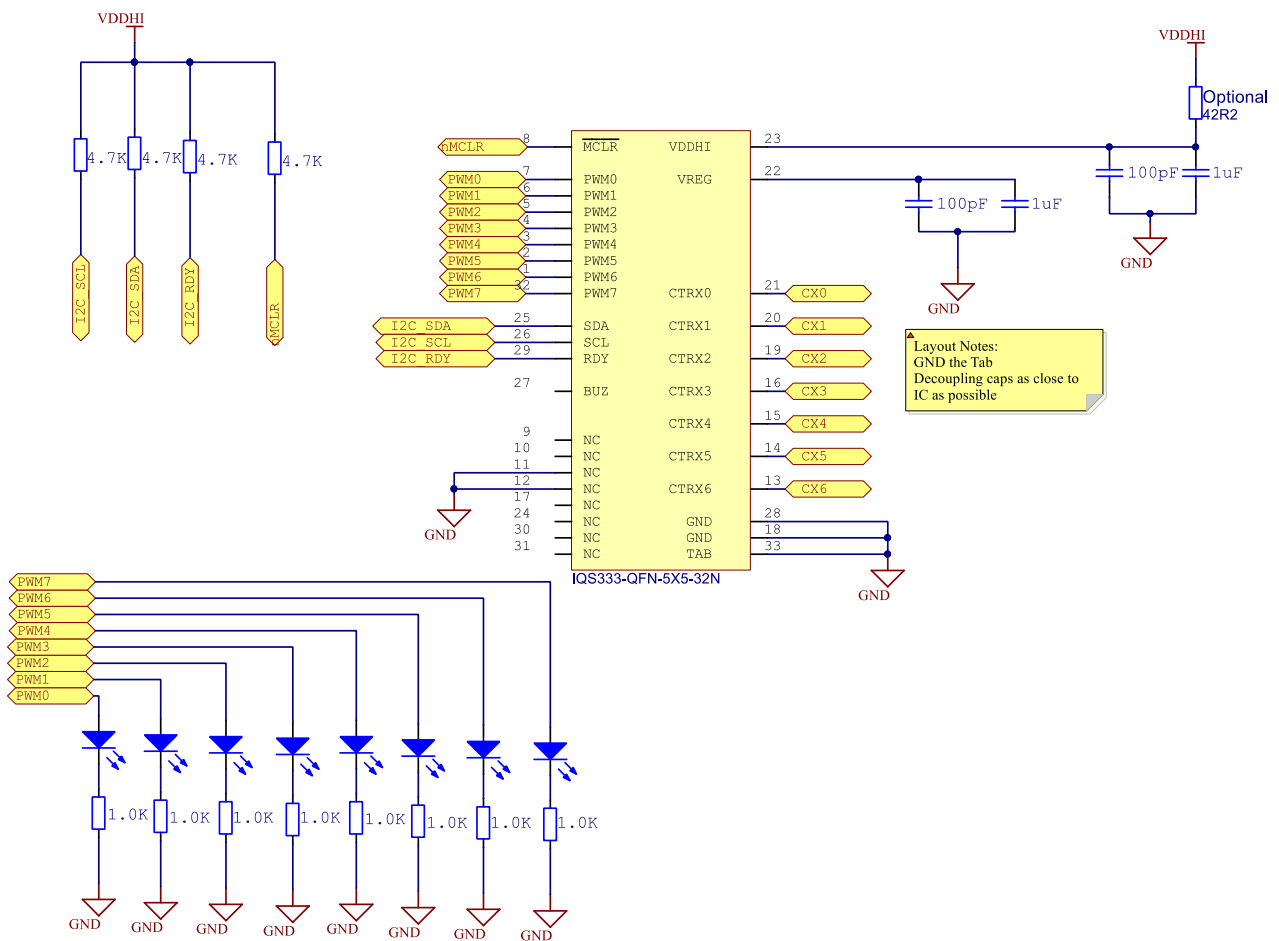 VDDHI
4.7K
4.7K
4.7K
4.7K
I2C_SCL
I2C_SDA
I2C_RDY
nMCLR
VDDHI
Optional
42R2
100pF
1uF
GND
100pF
1uF
GND
nMCLR
PWM0
PWM1
PWM2
PWM3
PWM4
PWM5
PWM6
PWM7
I2C_SDA
I2C_SCL
I2C_RDY
8
7
6
5
4
3
2
1
32
25
26
29
27
9
10
11
12
17
24
30
31
GND
MCLR
PWM0
PWM1
PWM2
PWM3
PWM4
PWM5
PWM6
PWM7
SDA
SCL
RDY
BUZ
NC
NC
NC
NC
NC
NC
NC
NC
VDDHI
VREG
CTRX0
CTRX1
CTRX2
CTRX3
CTRX4
CTRX5
CTRX6
GND
GND
TAB
IQS333-QFN-5X5-32N
23
22
21
20
19
16
15
14
13
28
18
33
CX0
CX1
CX2
CX3
CX4
CX5
CX6
GND
Layout Notes:
GND the Tab
Decoupling caps as close to
IC as possible
PWM7
PWM6
PWM5
PWM4
PWM3
PWM2
PWM1
PWM0
1.0K
1.0K
1.0K
1.0K
1.0K
1.0K
1.0K
1.0K
GND
GND
GND
GND
GND
GND
GND
GND